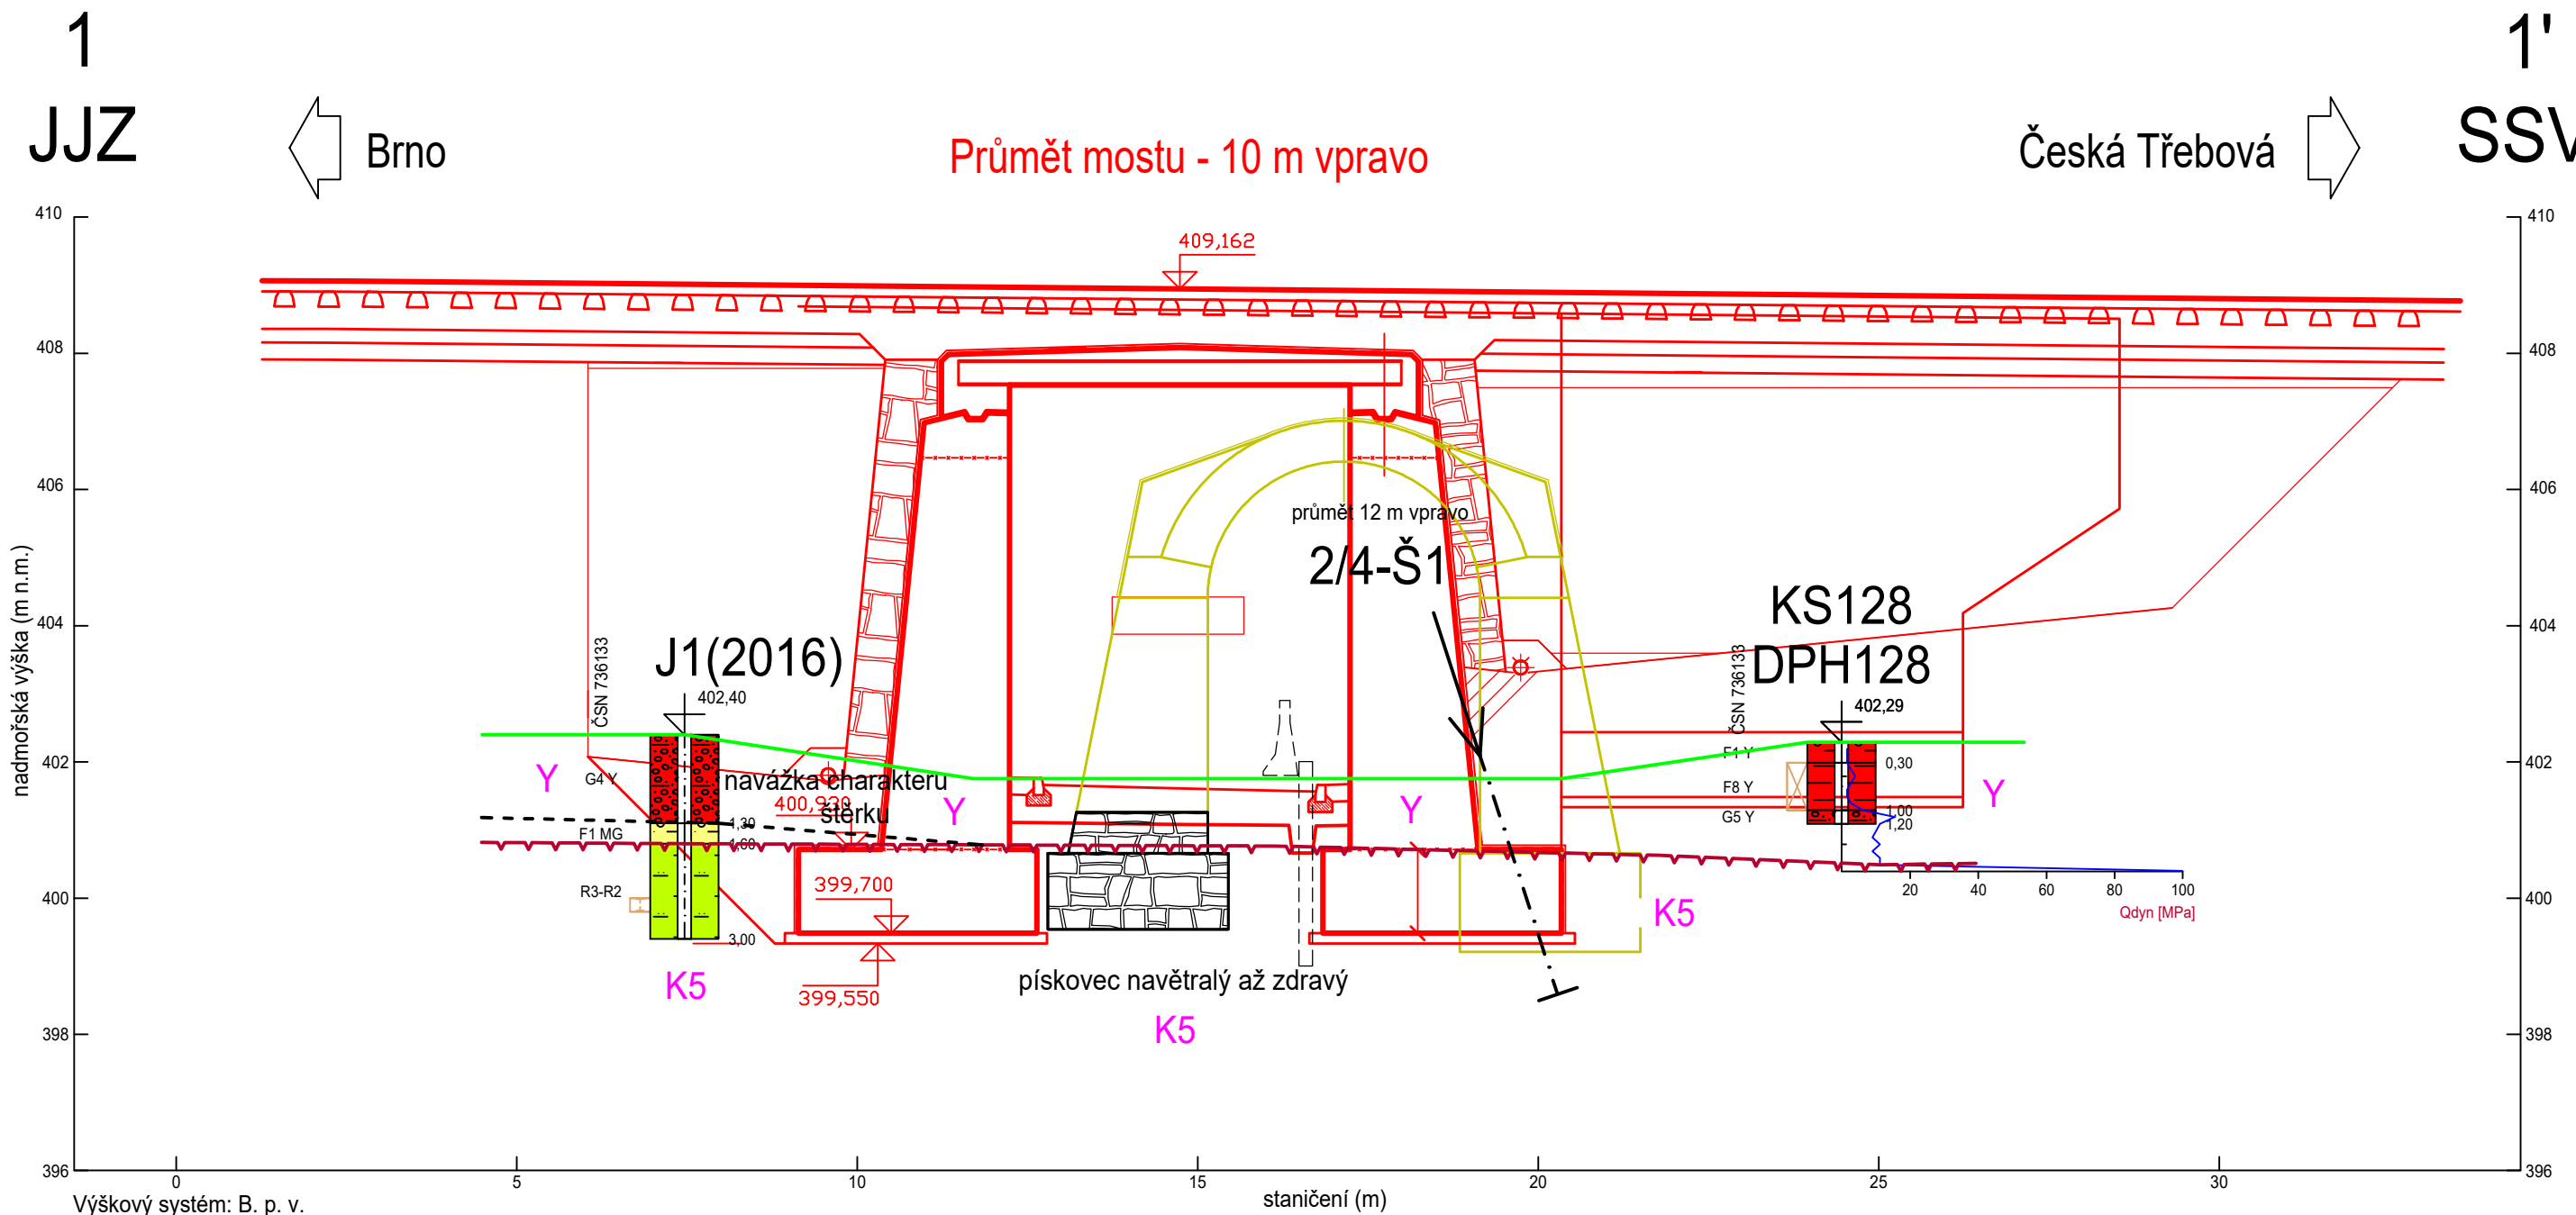 1
1'
JJZ
Brno
Průmět mostu - 10 m vpravo
Česká Třebová
SSV
410
410
409,162
408
408
406
406
průmět 12 m vpravo
2/4-Š1
404
404
KS128
DPH128
J1(2016)
ČSN 736133
ČSN 736133
402,40
402,29
nadmořská výška (m n.m.)
402
402
Y
G4 Y
navážka charakteru
štěrku
400,930
Y
Y
Y
F1 Y
0,30
F8 Y
1,00
G5 Y
1,20
F1 MG
1,30
1,60
399,700
R3-R2
400
400
20
40
60
80
100
Qdyn [MPa]
K5
3,00
K5
399,550
pískovec navětralý až zdravý
K5
398
398
396
396
0
5
10
15
20
25
30
staničení (m)
Výškový systém: B. p. v.